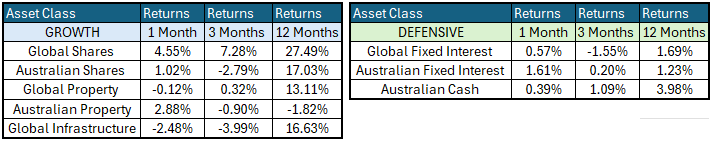 Asset Class Returns Returns Returns
GROWTH 1 Month 3 Months 12 Months
Global Shares 4.55% 7.28% 27.49%
Australian Shares 1.02% -2.79% 17.03%
Global Property -0.12% 0.32% 13.11%
Australian Property 2.88% -0.90% -1.82%
Global Infrastructure -2.48% -3.99% 16.63%
Asset Class Returns Returns Returns
DEFENSIVE 1 Month 3 Months 12 Months
Global Fixed Interest 0.57% -1.55% 1.69%
Australian Fixed Interest 1.61% 0.20% 1.23%
Australian Cash 0.39% 1.09% 3.98%